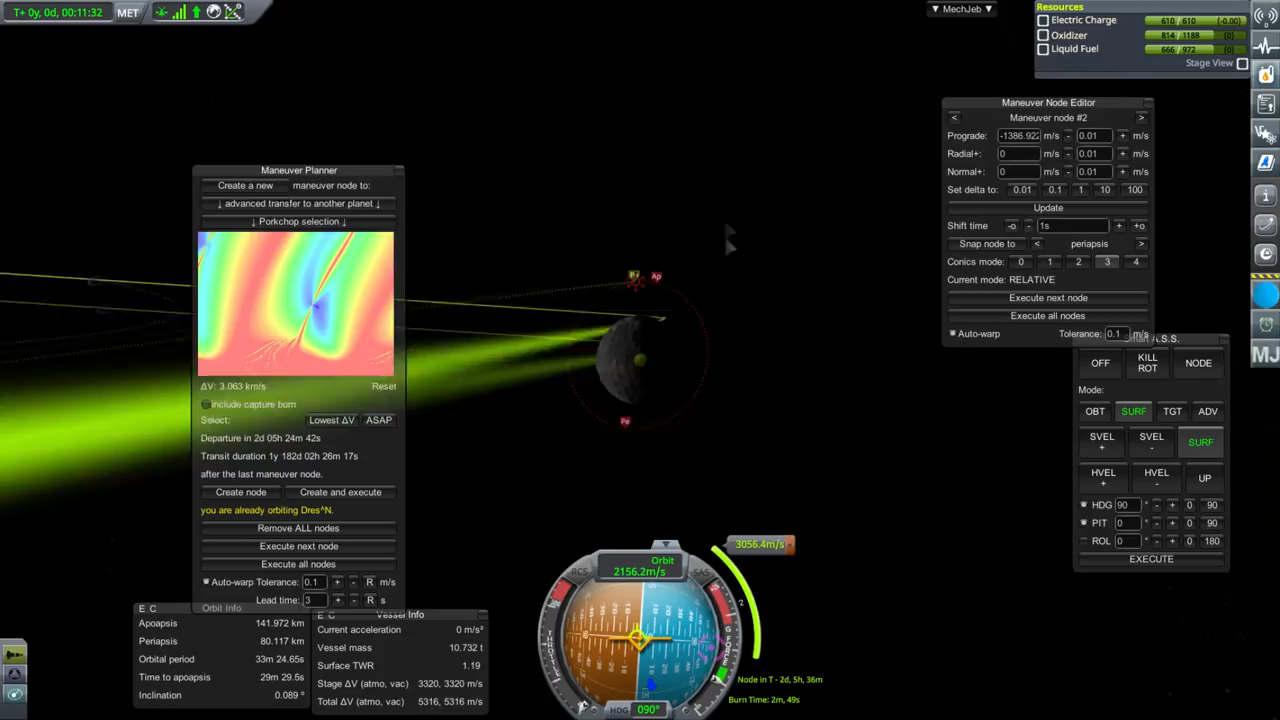 T+ 0y, 0d, 00:11:32 MET
▼ MechJeb ▼
Resources
Electric Charge 610 / 610 (-0.00)
Oxidizer 814 / 1188 (0)
Liquid Fuel 666 / 972 (0)
Stage View
Maneuver Node Editor
< Maneuver node #2 >
Prograde: -1386.922 m/s - 0.01 + m/s
Radial+: 0 m/s - 0.01 + m/s
Normal+: 0 m/s - 0.01 + m/s
Set delta to: 0.01 0.1 1 10 100
Update
Shift time -o - 1s + +o
Snap node to < periapsis >
Conics mode: 0 1 2 3 4
Current mode: RELATIVE
Execute next node
Execute all nodes
Auto-warp Tolerance: 0.1 m/s
Maneuver Planner
Create a new maneuver node to:
↓ advanced transfer to another planet ↓
↓ Porkchop selection ↓
ΔV: 3.063 km/s Reset
include capture burn
Select: Lowest ΔV ASAP
Departure in 2d 05h 24m 42s
Transit duration 1y 182d 02h 26m 17s
after the last maneuver node.
Create node Create and execute
you are already orbiting Dres^N.
Remove ALL nodes
Execute next node
Execute all nodes
Auto-warp Tolerance: 0.1 + - R m/s
Lead time: 3 + - R s
Pe Ap
Pe
Smart A.S.S.
OFF KILL ROT NODE
Mode:
OBT SURF TGT ADV
SVEL + SVEL - SURF
HVEL + HVEL - UP
HDG 90 ° - + 0 90
PIT 0 ° - + 0 90
ROL 0 ° - + 0 180
EXECUTE
MJ
E C Orbit Info
Apoapsis 141.972 km
Periapsis 80.117 km
Orbital period 33m 24.65s
Time to apoapsis 29m 29.5s
Inclination 0.089 °
E C Vessel Info
Current acceleration 0 m/s²
Vessel mass 10.732 t
Surface TWR 1.19
Stage ΔV (atmo, vac) 3320, 3320 m/s
Total ΔV (atmo, vac) 5316, 5316 m/s
3056.4m/s
Orbit
2156.2m/s
RCS SAS
THROTTLE
HDG 090°
Node in T - 2d, 5h, 36m
Burn Time: 2m, 49s